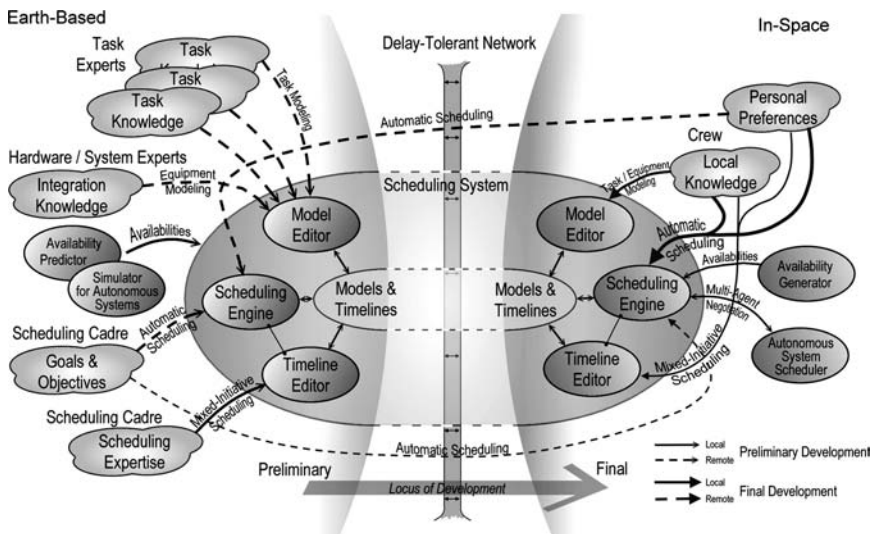 Earth-Based
Delay-Tolerant Network
In-Space
Task
Experts
Task
Task
Task
Knowledge
Task Modeling
Automatic Scheduling
Personal
Preferences
Crew
Local
Knowledge
Hardware / System Experts
Integration
Knowledge
Equipment
Modeling
Scheduling System
Task / Equipment
Modeling
Model
Editor
Model
Editor
Availabilities
Availability
Predictor
Simulator
for Autonomous
Systems
Automatic
Scheduling
Availabilities
Availability
Generator
Scheduling
Engine
Models &
Timelines
Models &
Timelines
Scheduling
Engine
Multi-Agent
Negotation
Scheduling Cadre
Goals &
Objectives
Automatic
Scheduling
Timeline
Editor
Timeline
Editor
Mixed-Initiative
Scheduling
Autonomous
System
Scheduler
Scheduling Cadre
Scheduling
Expertise
Mixed-Initiative
Scheduling
Automatic Scheduling
Preliminary
Final
Locus of Development
Local
Remote
Preliminary Development
Local
Remote
Final Development